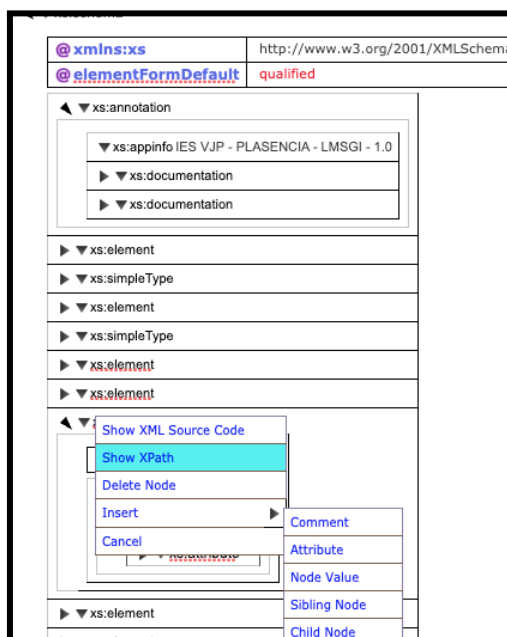 @ xmlns:xs http://www.w3.org/2001/XMLSchema
@ elementFormDefault qualified
xs:annotation
xs:appinfo IES VJP - PLASENCIA - LMSGI - 1.0
xs:documentation
xs:documentation
xs:element
xs:simpleType
xs:element
xs:simpleType
xs:element
xs:element
Show XML Source Code
Show XPath
Delete Node
Insert
Comment
Cancel
Attribute
xs:attribute
Node Value
Sibling Node
xs:element
Child Node